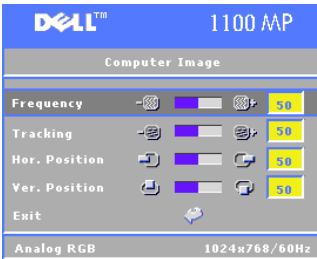 DELL™ 1100 MP
Computer Image
Frequency 50
Tracking 50
Hor. Position 50
Ver. Position 50
Exit
Analog RGB 1024x768/60Hz